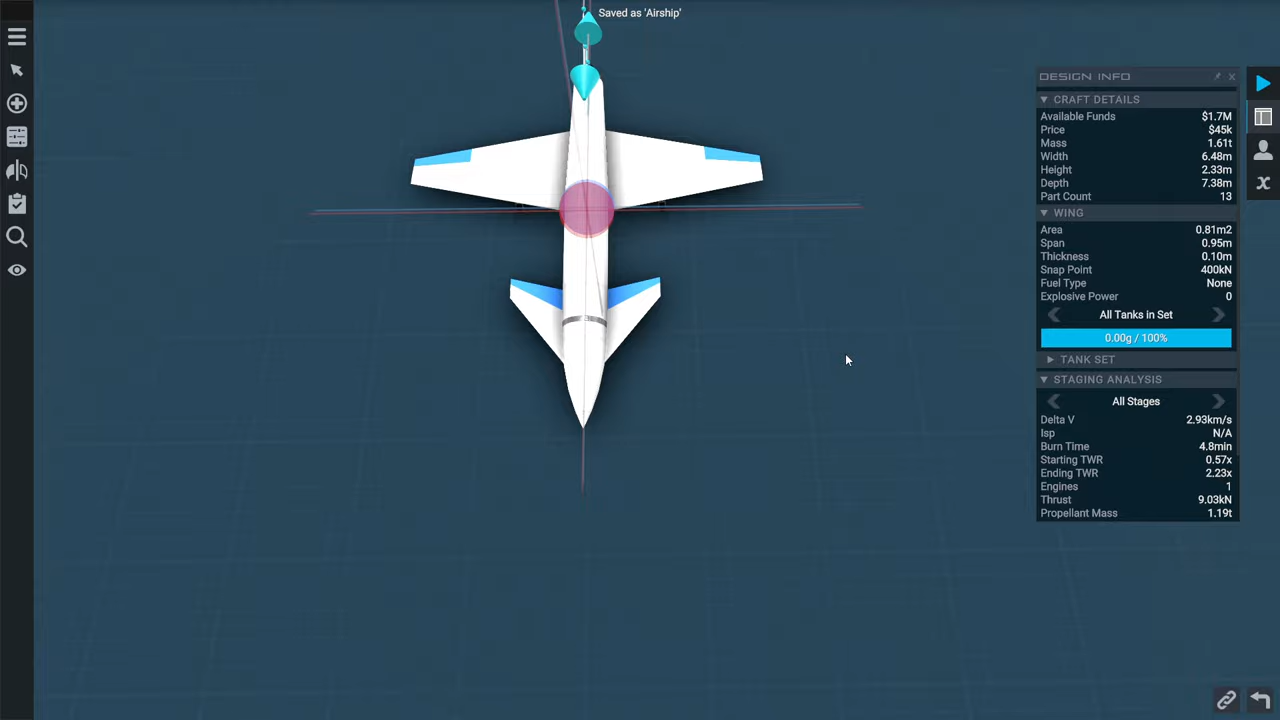 Saved as 'Airship'
DESIGN INFO
CRAFT DETAILS
Available Funds $1.7M
Price $45k
Mass 1.61t
Width 6.48m
Height 2.33m
Depth 7.38m
Part Count 13
WING
Area 0.81m2
Span 0.95m
Thickness 0.10m
Snap Point 400kN
Fuel Type None
Explosive Power 0
All Tanks in Set
0.00g / 100%
TANK SET
STAGING ANALYSIS
All Stages
Delta V 2.93km/s
Isp N/A
Burn Time 4.8min
Starting TWR 0.57x
Ending TWR 2.23x
Engines 1
Thrust 9.03kN
Propellant Mass 1.19t